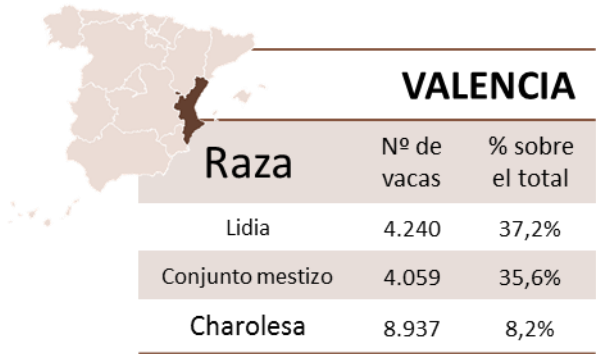 VALENCIA
Raza Nº de vacas % sobre el total
Lidia 4.240 37,2%
Conjunto mestizo 4.059 35,6%
Charolesa 8.937 8,2%